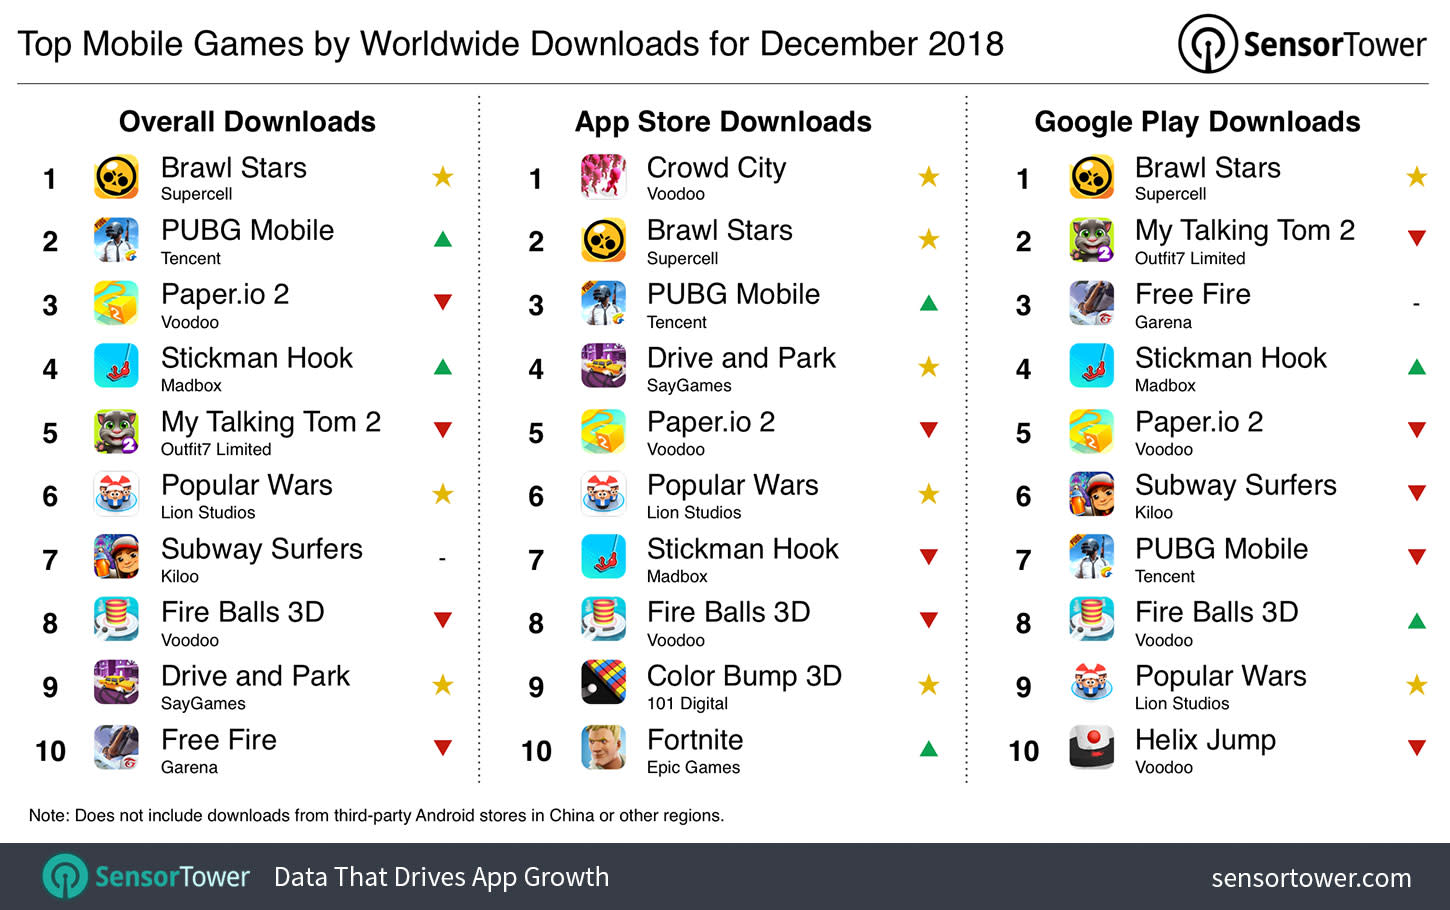 Top Mobile Games by Worldwide Downloads for December 2018
SensorTower
Overall Downloads
1
Brawl Stars
Supercell
2
PUBG Mobile
Tencent
3
Paper.io 2
Voodoo
4
Stickman Hook
Madbox
5
My Talking Tom 2
Outfit7 Limited
6
Popular Wars
Lion Studios
7
Subway Surfers
-
Kiloo
8
Fire Balls 3D
Voodoo
9
Drive and Park
SayGames
10
Free Fire
Garena
App Store Downloads
1
Crowd City
Voodoo
2
Brawl Stars
Supercell
3
PUBG Mobile
Tencent
4
Drive and Park
SayGames
5
Paper.io 2
Voodoo
6
Popular Wars
Lion Studios
7
Stickman Hook
Madbox
8
Fire Balls 3D
Voodoo
9
Color Bump 3D
101 Digital
10
Fortnite
Epic Games
Google Play Downloads
1
Brawl Stars
Supercell
2
My Talking Tom 2
Outfit7 Limited
3
Free Fire
-
Garena
4
Stickman Hook
Madbox
5
Paper.io 2
Voodoo
6
Subway Surfers
Kiloo
7
PUBG Mobile
Tencent
8
Fire Balls 3D
Voodoo
9
Popular Wars
Lion Studios
10
Helix Jump
Voodoo
Note: Does not include downloads from third-party Android stores in China or other regions.
SensorTower
Data That Drives App Growth
sensortower.com